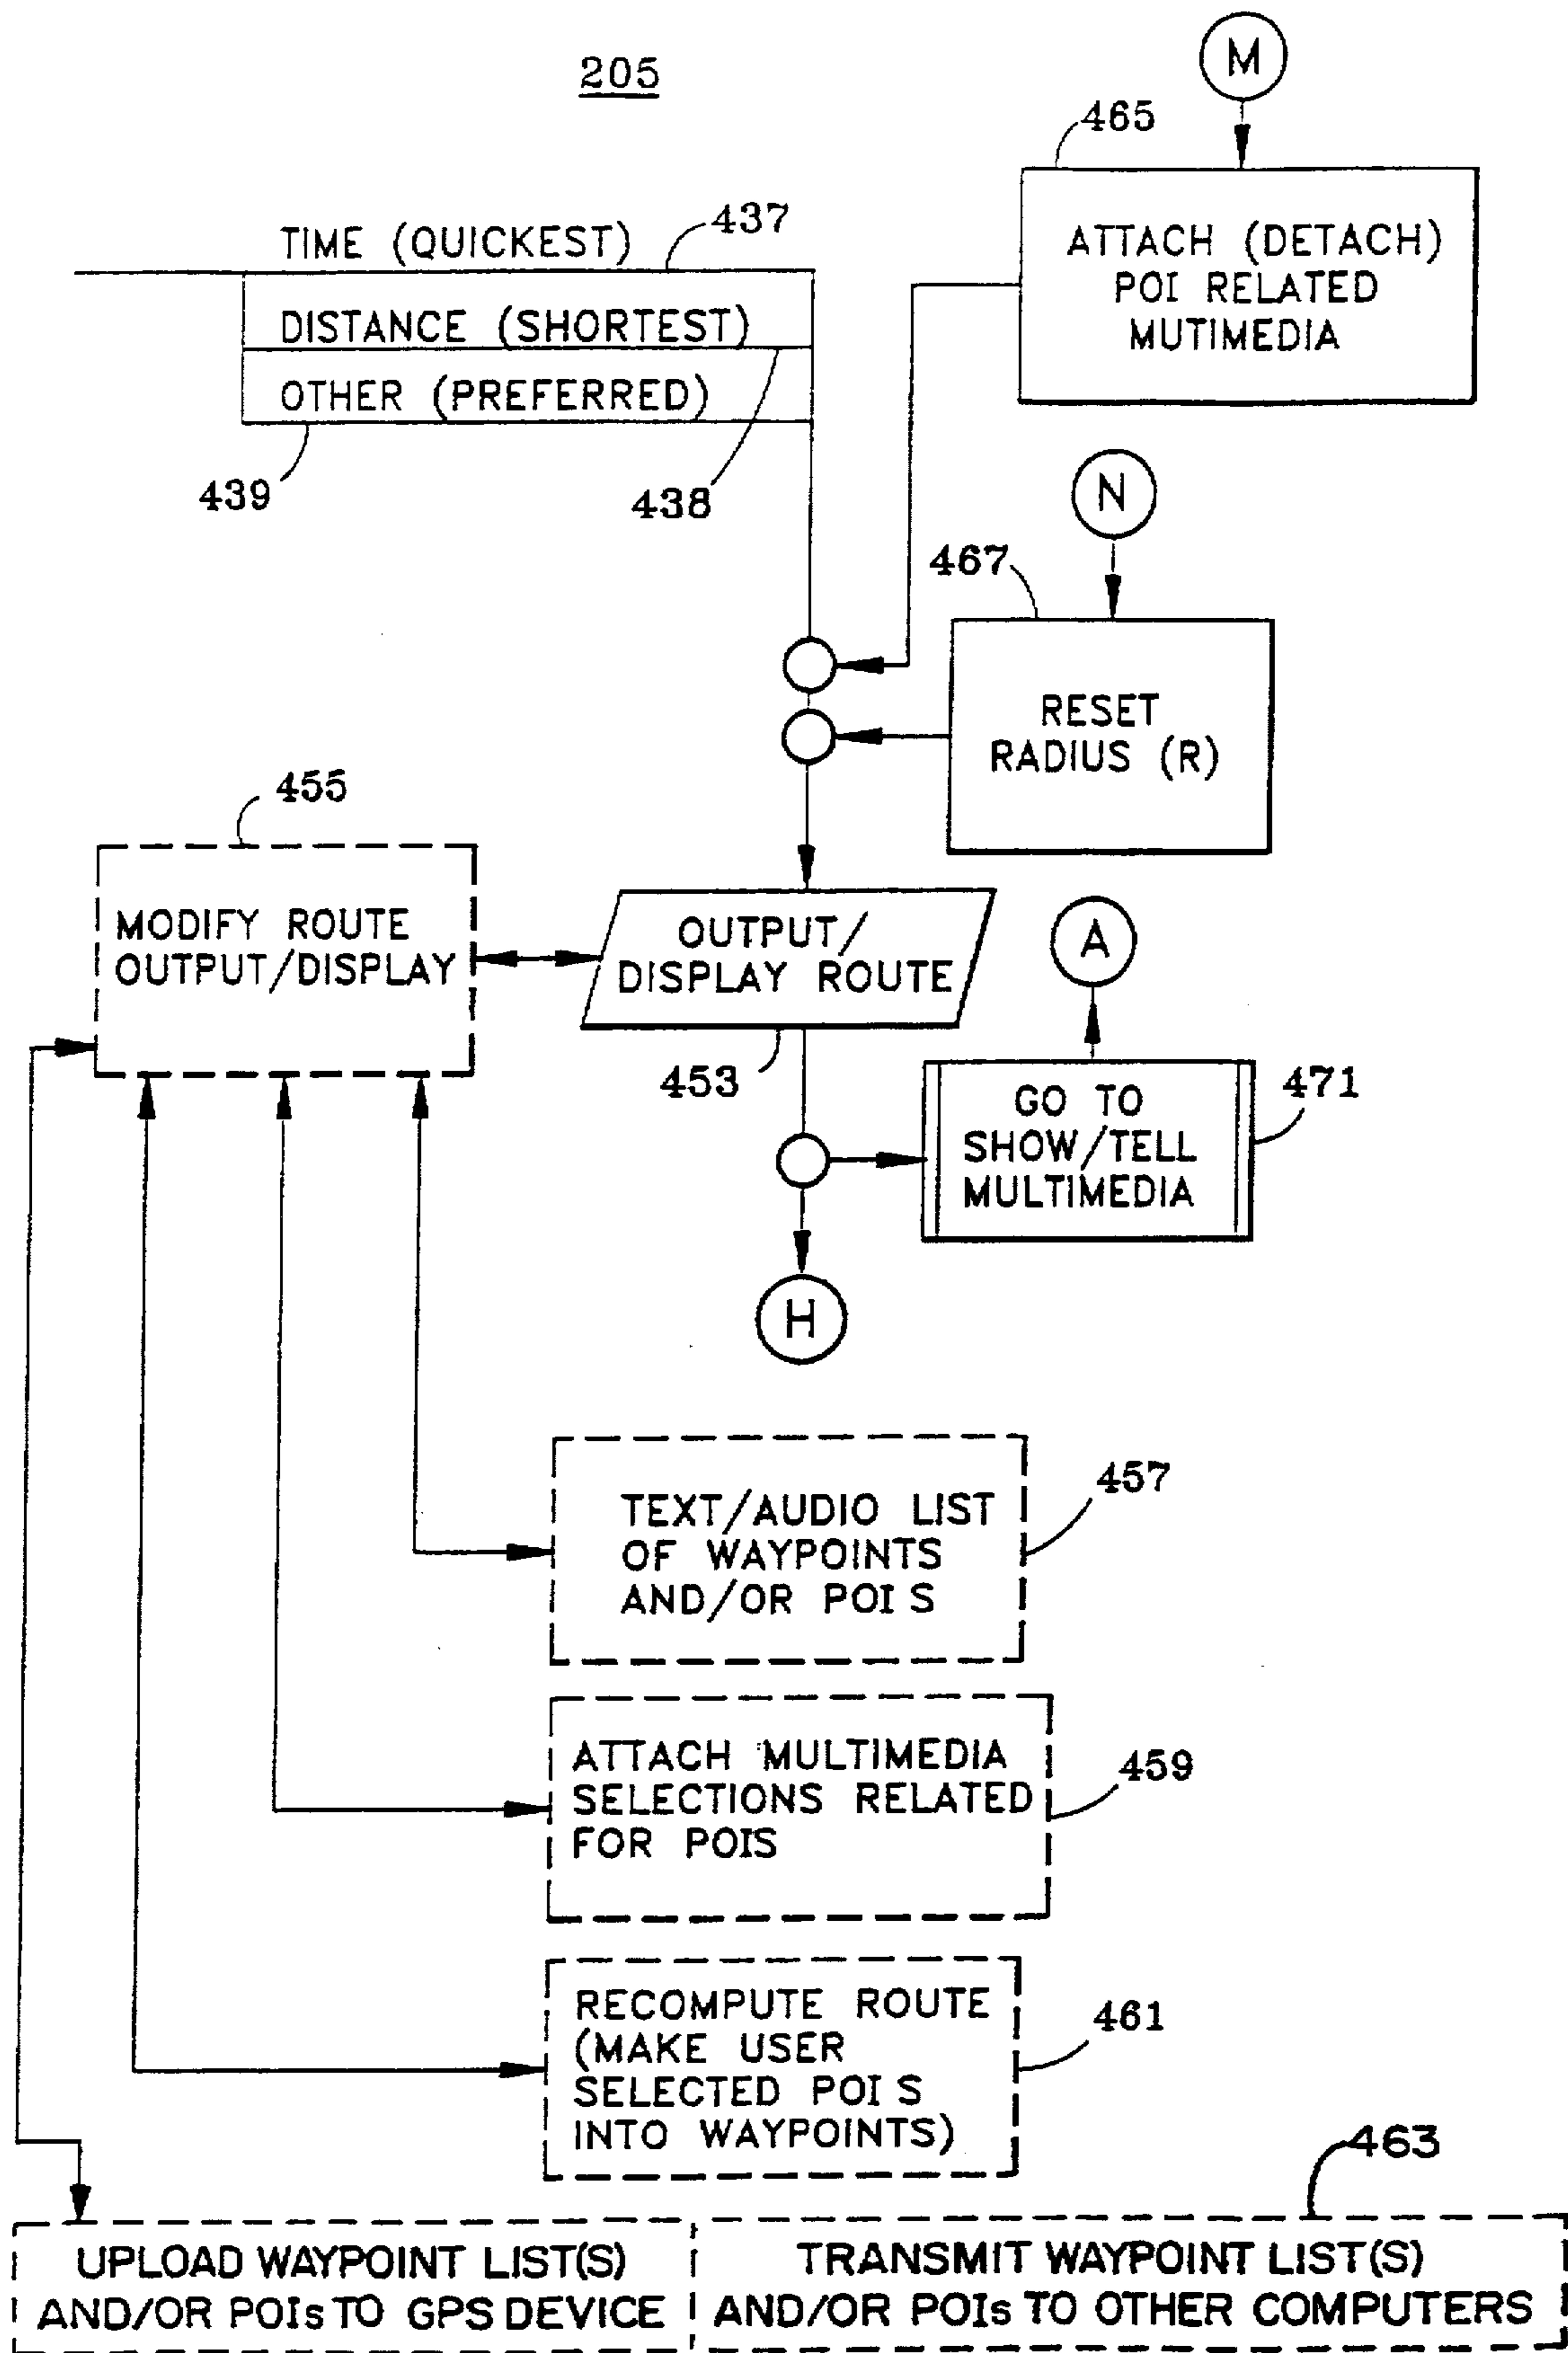 205
M
465
ATTACH (DETACH)
POI RELATED
MUTIMEDIA
TIME (QUICKEST)
437
DISTANCE (SHORTEST)
OTHER (PREFERRED)
439
438
N
467
RESET
RADIUS (R)
455
MODIFY ROUTE
OUTPUT/DISPLAY
OUTPUT/
DISPLAY ROUTE
453
A
GO TO
SHOW/TELL
MULTIMEDIA
471
H
TEXT/AUDIO LIST
OF WAYPOINTS
AND/OR POI S
457
ATTACH MULTIMEDIA
SELECTIONS RELATED
FOR POIS
459
RECOMPUTE ROUTE
(MAKE USER
SELECTED POI S
INTO WAYPOINTS)
461
463
UPLOAD WAYPOINT LIST(S)
AND/OR POIs TO GPS DEVICE
TRANSMIT WAYPOINT LIST(S)
AND/OR POIs TO OTHER COMPUTERS